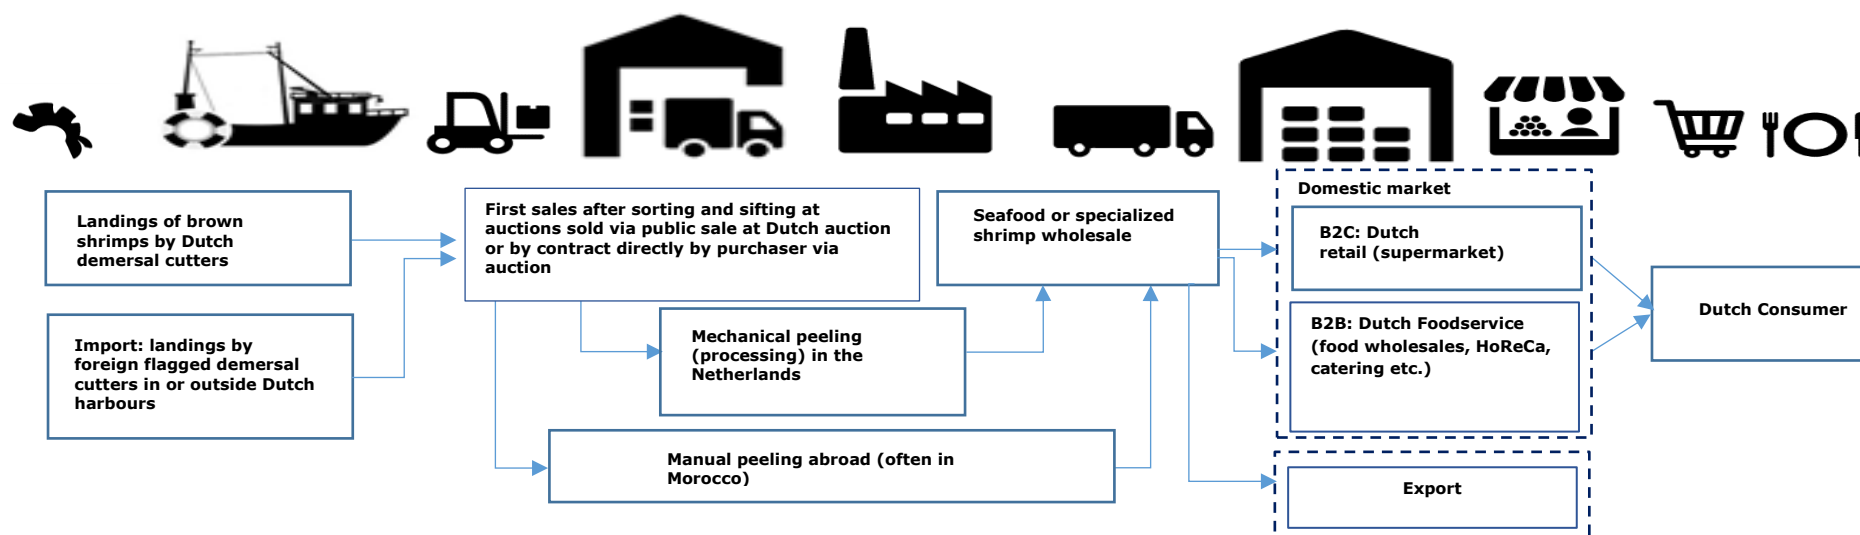 Landings of brown
shrimps by Dutch
demersal cutters
Import: landings by
foreign flagged demersal
cutters in or outside Dutch
harbours
First sales after sorting and sifting at
auctions sold via public sale at Dutch auction
or by contract directly by purchaser via
auction
Mechanical peeling
(processing) in the
Netherlands
Manual peeling abroad (often in
Morocco)
Seafood or specialized
shrimp wholesale
Domestic market
B2C: Dutch
retail (supermarket)
B2B: Dutch Foodservice
(food wholesales, HoReCa,
catering etc.)
Export
Dutch Consumer